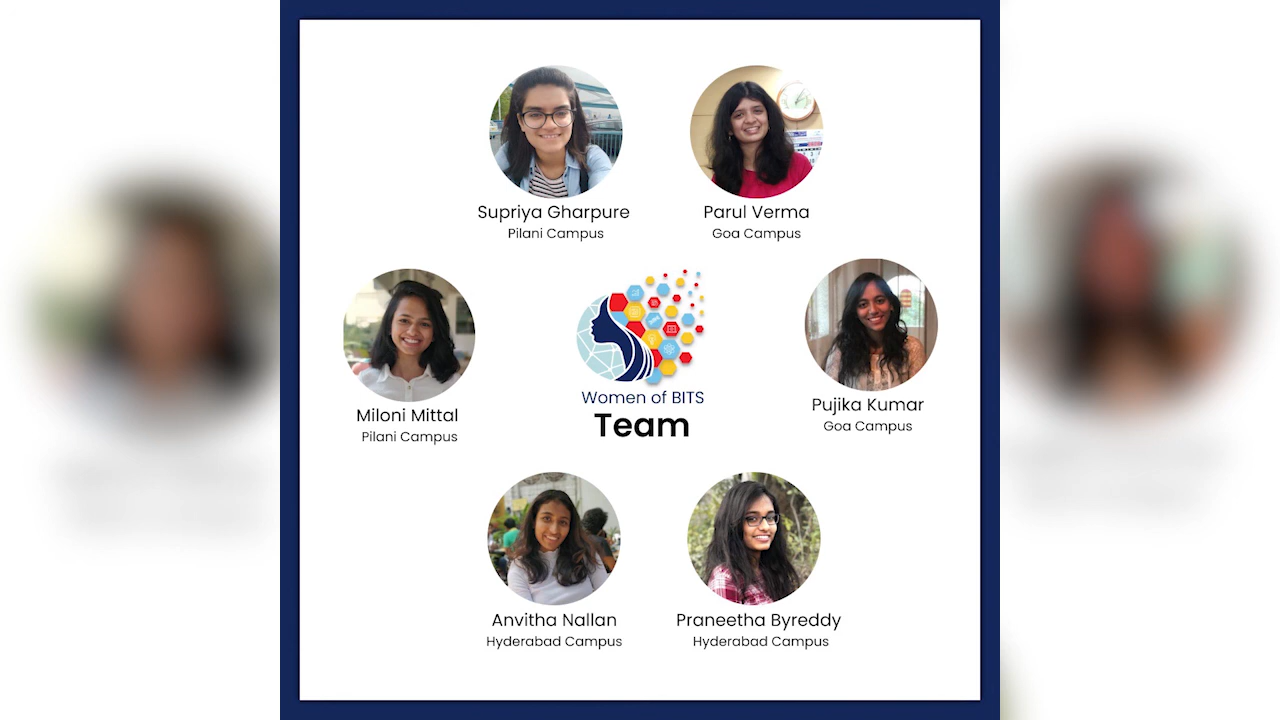 Supriya Gharpure
Pilani Campus
Parul Verma
Goa Campus
Miloni Mittal
Pilani Campus
Women of BITS
Team
Pujika Kumar
Goa Campus
Anvitha Nallan
Hyderabad Campus
Praneetha Byreddy
Hyderabad Campus